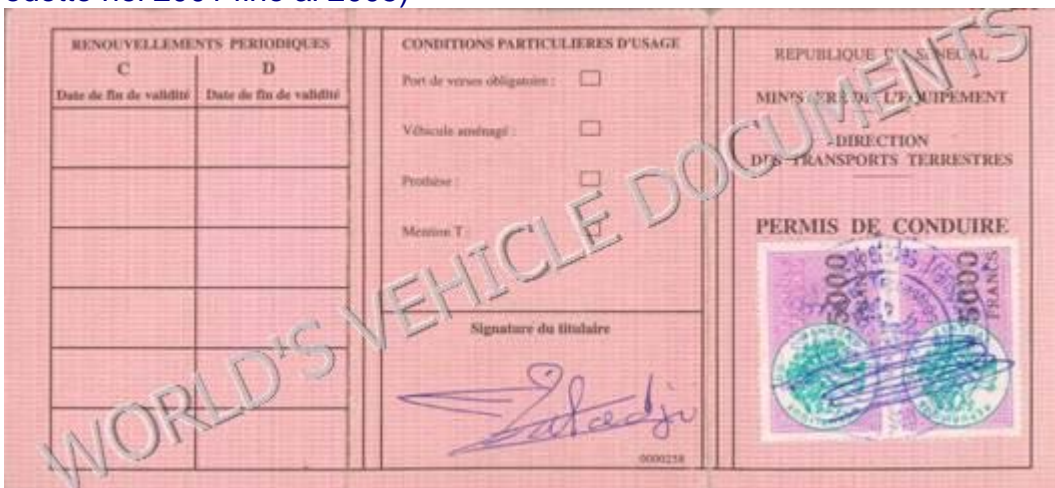 RENOUVELLEMENTS PERIODIQUES
C D
Date de fin de validité Date de fin de validité
CONDITIONS PARTICULIERES D'USAGE
Port de verres obligatoire :
Véhicule aménagé :
Prothèse :
Mention T :
Signature du titulaire
0000258
REPUBLIQUE DU SENEGAL
MINISTERE DE L'EQUIPEMENT
DIRECTION
DES TRANSPORTS TERRESTRES
PERMIS DE CONDUIRE
5000
FRANCS
5000
FRANCS
WORLD'S VEHICLE DOCUMENTS